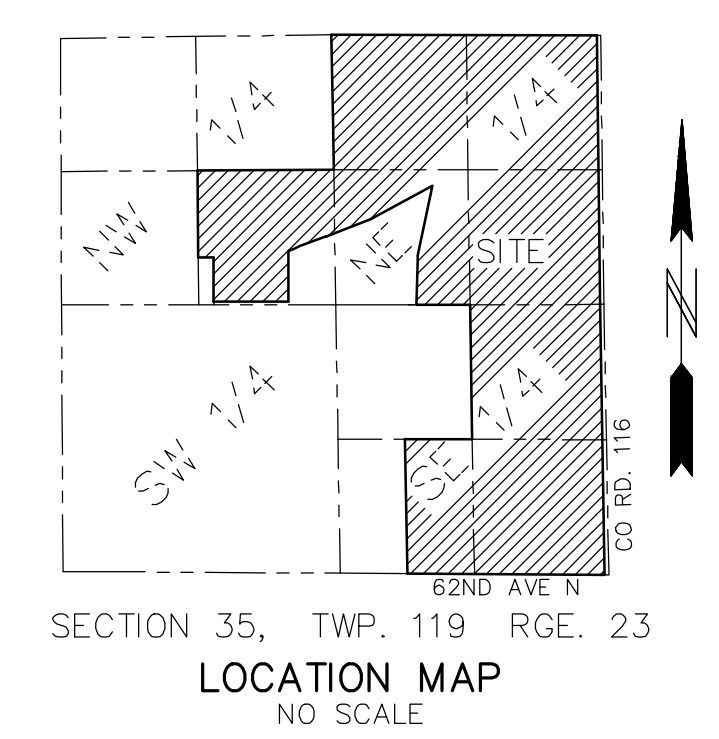 1/4
1/4
NW
NE
SITE
N
1/4
1/4
SW
SE
CO RD. 116
62ND AVE N
SECTION 35, TWP. 119 RGE. 23
LOCATION MAP
NO SCALE